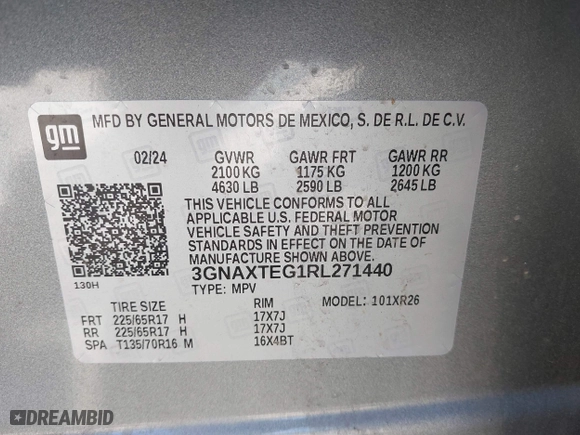 gm
MFD BY GENERAL MOTORS DE MEXICO, S. DE R.L. DE C.V.
02/24 GVWR GAWR FRT GAWR RR
2100 KG 1175 KG 1200 KG
4630 LB 2590 LB 2645 LB
THIS VEHICLE CONFORMS TO ALL
APPLICABLE U.S. FEDERAL MOTOR
VEHICLE SAFETY AND THEFT PREVENTION
STANDARDS IN EFFECT ON THE DATE OF
MANUFACTURE SHOWN ABOVE.
3GNAXTEG1RL271440
130H
TYPE: MPV MODEL: 101XR26
TIRE SIZE RIM
FRT 225/65R17 H 17X7J
RR 225/65R17 H 17X7J
SPA T135/70R16 M 16X4BT
DREAMBID